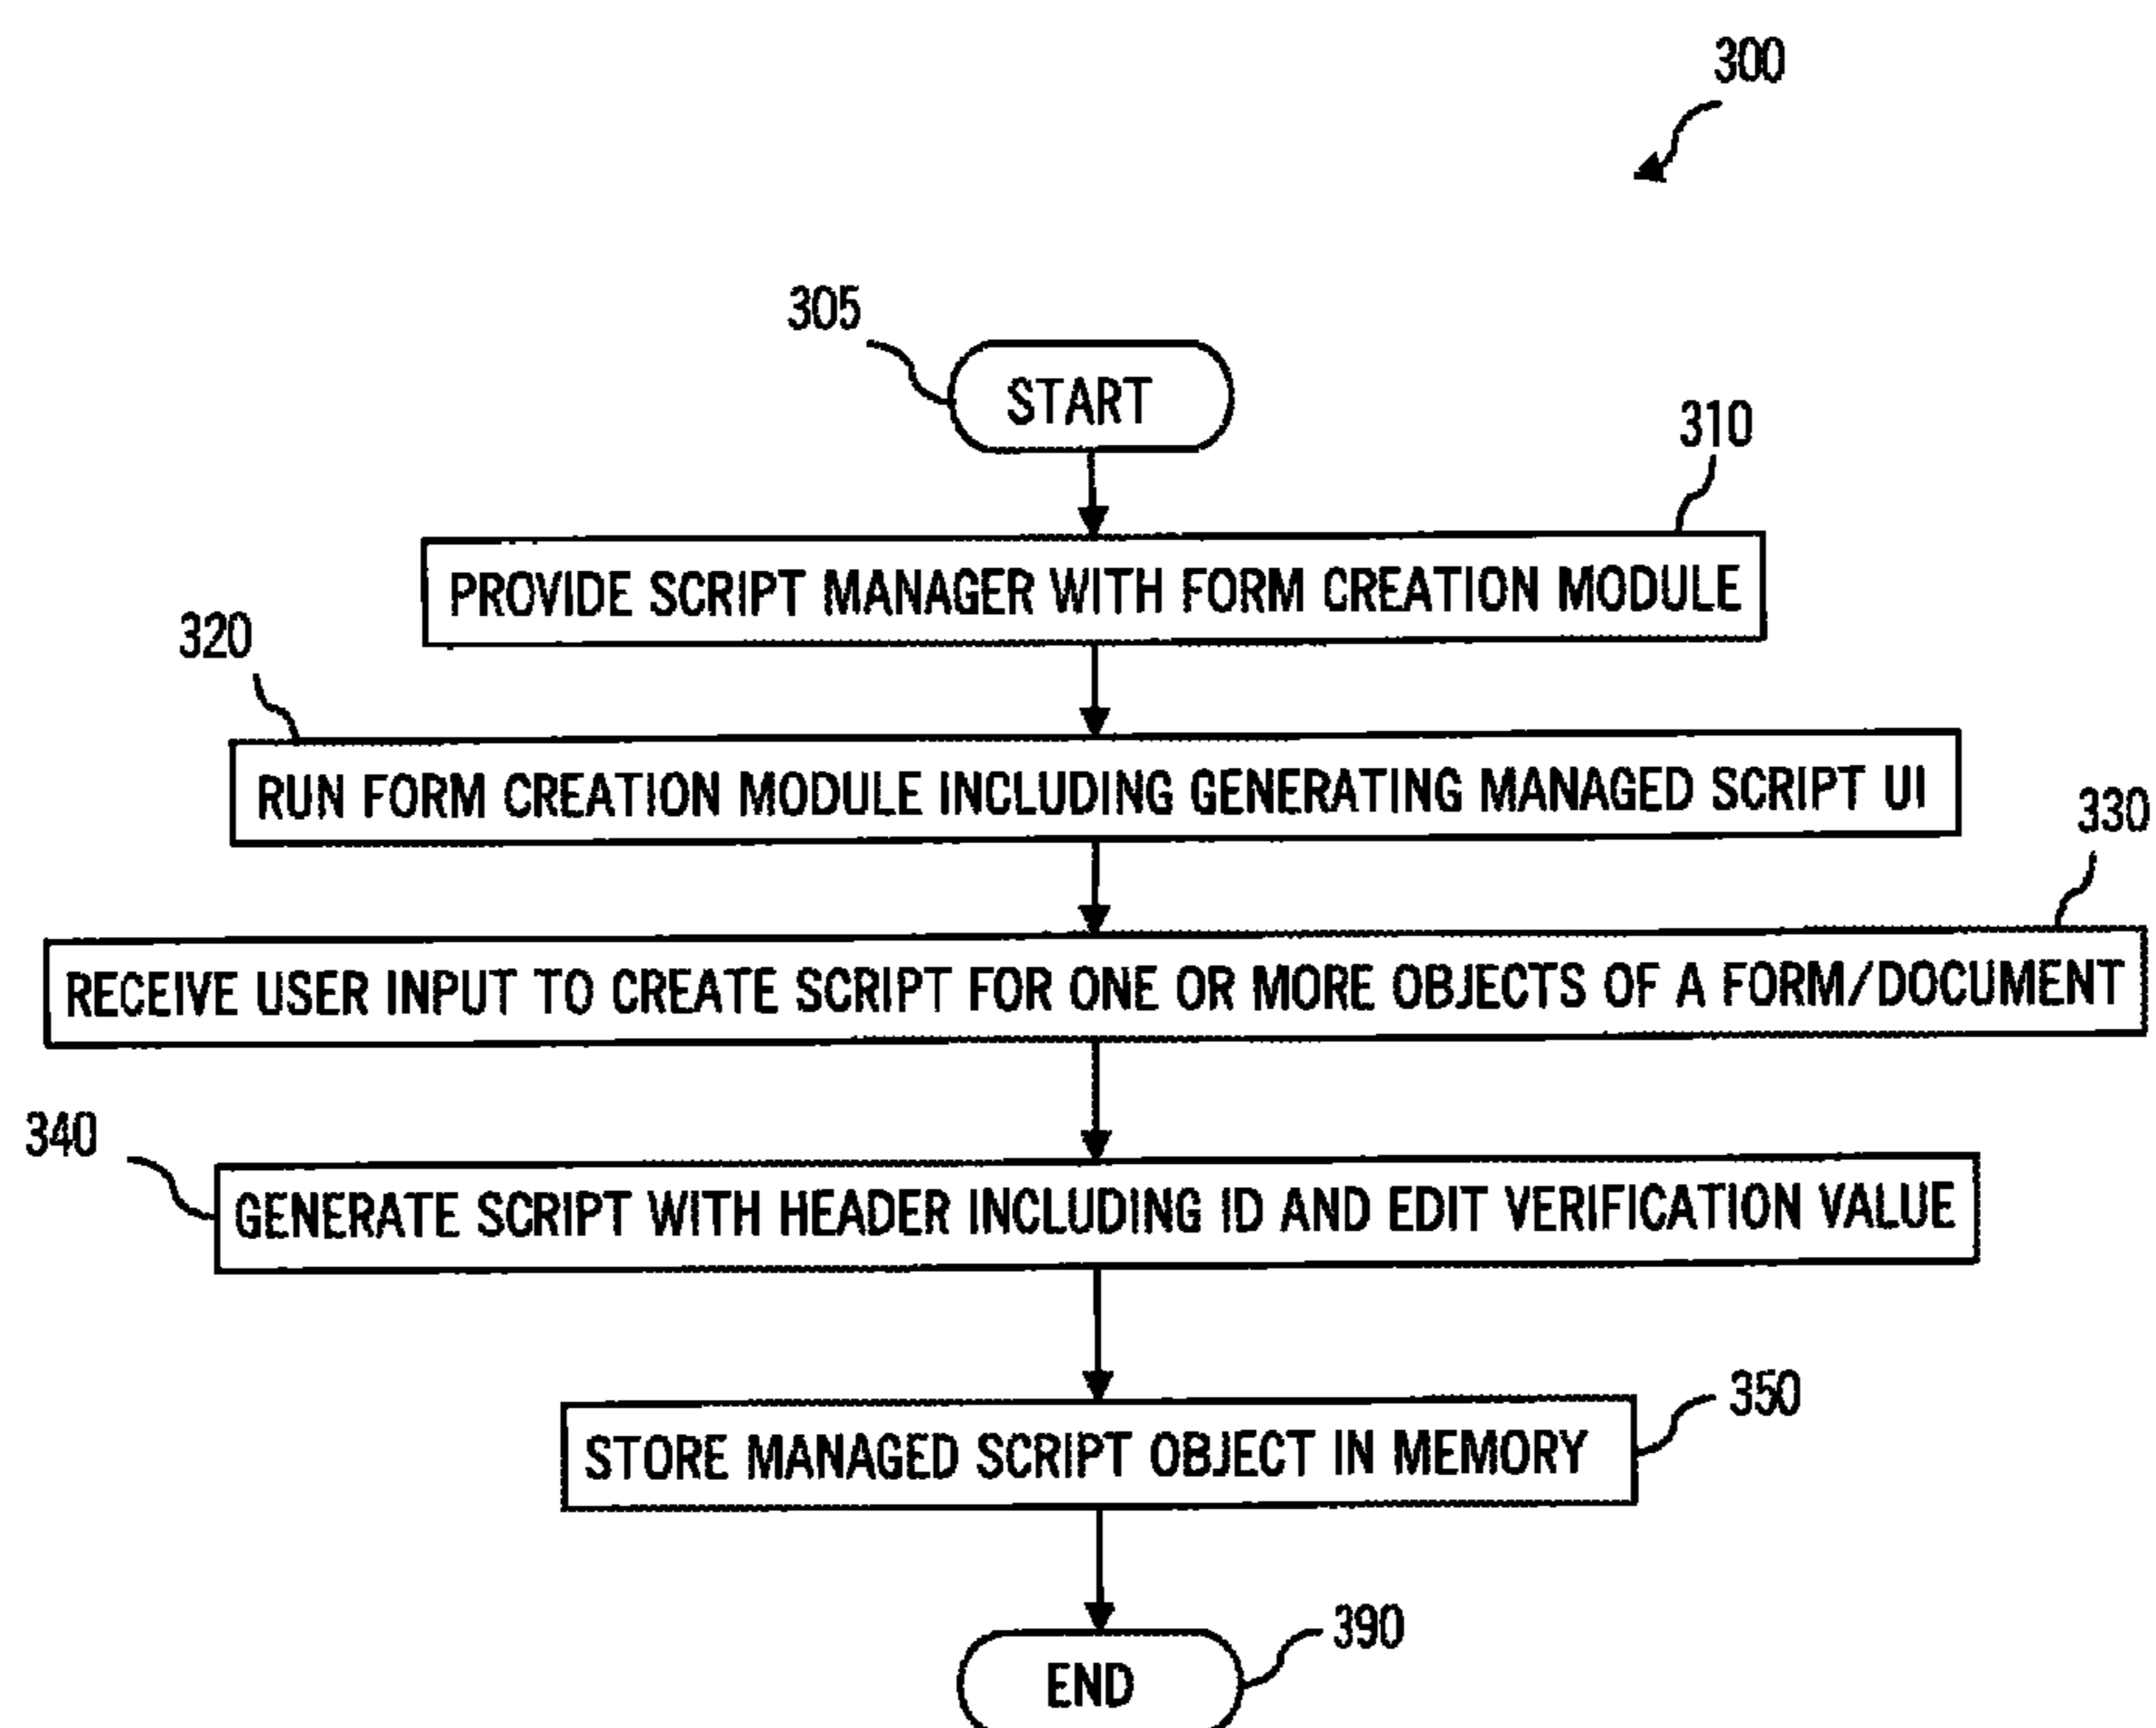 300
305
START
310
PROVIDE SCRIPT MANAGER WITH FORM CREATION MODULE
320
RUN FORM CREATION MODULE INCLUDING GENERATING MANAGED SCRIPT UI
330
RECEIVE USER INPUT TO CREATE SCRIPT FOR ONE OR MORE OBJECTS OF A FORM/DOCUMENT
340
GENERATE SCRIPT WITH HEADER INCLUDING ID AND EDIT VERIFICATION VALUE
350
STORE MANAGED SCRIPT OBJECT IN MEMORY
390
END